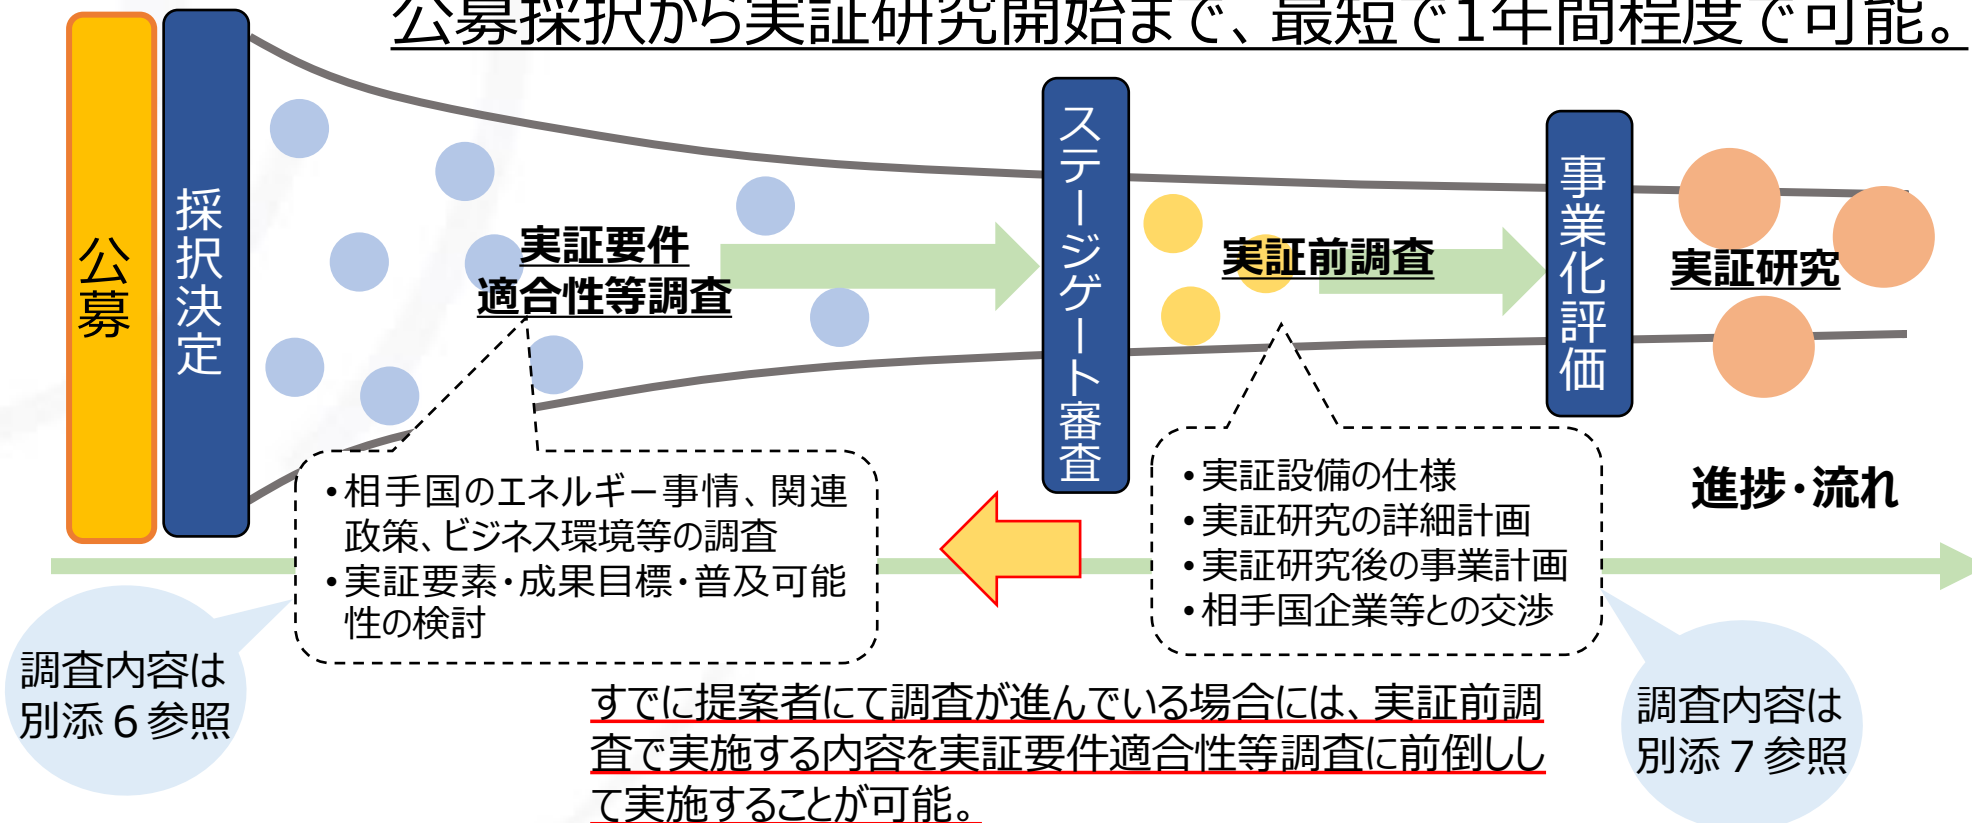 公募採択から実証研究開始まで、最短で1年間程度で可能。
公募
採択決定
実証要件
適合性等調査
ステージゲート審査
実証前調査
事業化評価
実証研究
進捗・流れ
•相手国のエネルギー事情、関連
政策、ビジネス環境等の調査
•実証要素・成果目標・普及可能
性の検討
•実証設備の仕様
•実証研究の詳細計画
•実証研究後の事業計画
•相手国企業等との交渉
調査内容は
別添6参照
すでに提案者にて調査が進んでいる場合には、実証前調
査で実施する内容を実証要件適合性等調査に前倒しし
て実施することが可能。
調査内容は
別添7参照